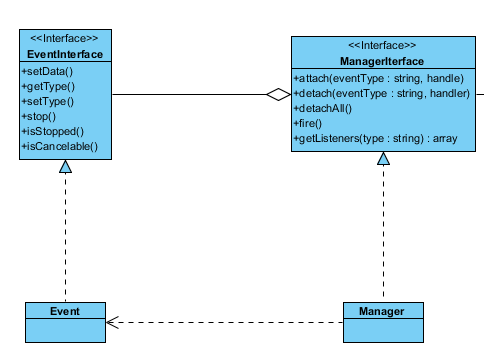 <<Interface>>
EventInterface
+setData()
+getType()
+setType()
+stop()
+isStopped()
+isCancelable()
<<Interface>>
ManagerIterface
+attach(eventType : string, handle)
+detach(eventType : string, handler)
+detachAll()
+fire()
+getListeners(type : string) : array
Event
Manager